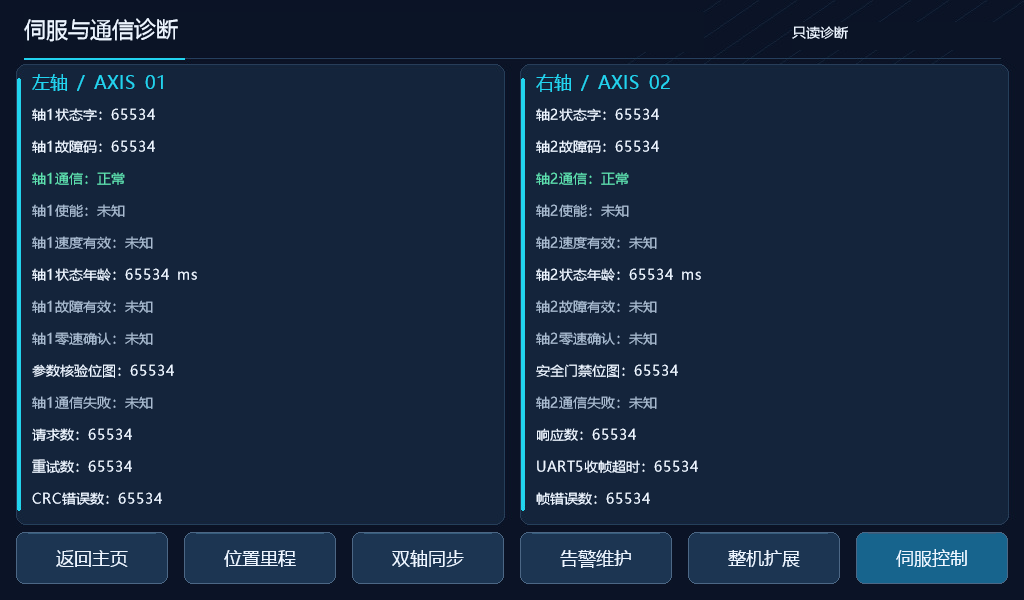 伺服与通信诊断
只读诊断
左轴 / AXIS 01
轴1状态字：65534
轴1故障码：65534
轴1通信：正常
轴1使能：未知
轴1速度有效：未知
轴1状态年龄：65534 ms
轴1故障有效：未知
轴1零速确认：未知
参数核验位图：65534
轴1通信失败：未知
请求数：65534
重试数：65534
CRC错误数：65534
右轴 / AXIS 02
轴2状态字：65534
轴2故障码：65534
轴2通信：正常
轴2使能：未知
轴2速度有效：未知
轴2状态年龄：65534 ms
轴2故障有效：未知
轴2零速确认：未知
安全门禁位图：65534
轴2通信失败：未知
响应数：65534
UART5收帧超时：65534
帧错误数：65534
返回主页
位置里程
双轴同步
告警维护
整机扩展
伺服控制